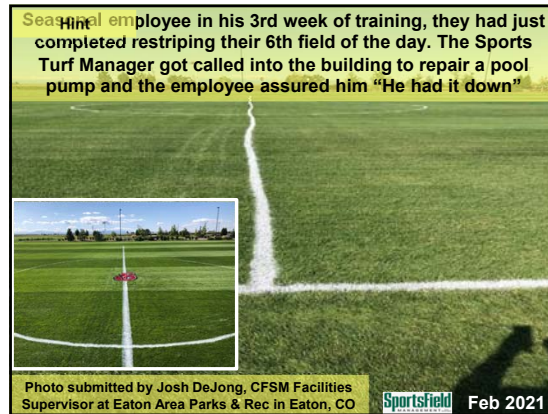 Hint
Seasonal employee in his 3rd week of training, they had just
completed restriping their 6th field of the day. The Sports
Turf Manager got called into the building to repair a pool
pump and the employee assured him “He had it down”
Photo submitted by Josh DeJong, CFSM Facilities
Supervisor at Eaton Area Parks & Rec in Eaton, CO
SportsField
MANAGEMENT
Feb 2021